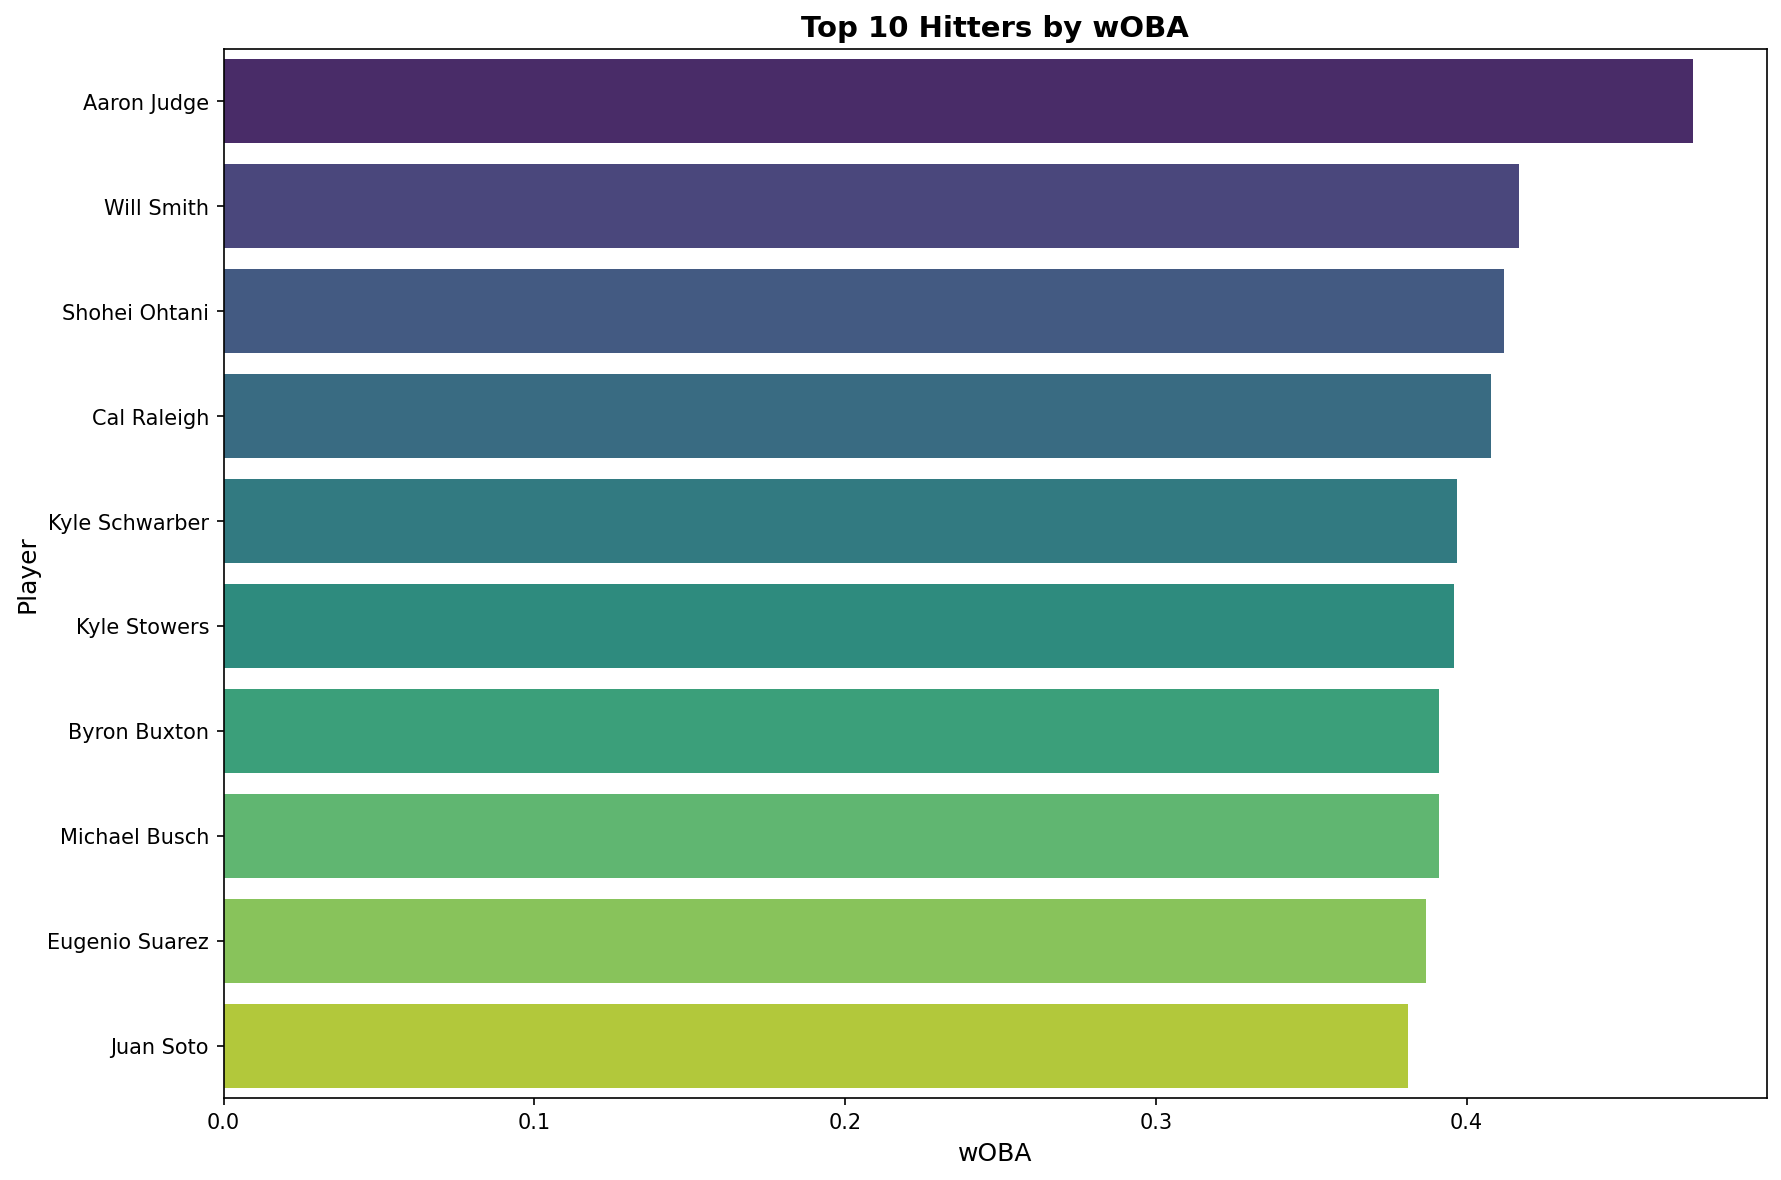 Top 10 Hitters by wOBA
Player
Aaron Judge
Will Smith
Shohei Ohtani
Cal Raleigh
Kyle Schwarber
Kyle Stowers
Byron Buxton
Michael Busch
Eugenio Suarez
Juan Soto
0.0 0.1 0.2 0.3 0.4
wOBA